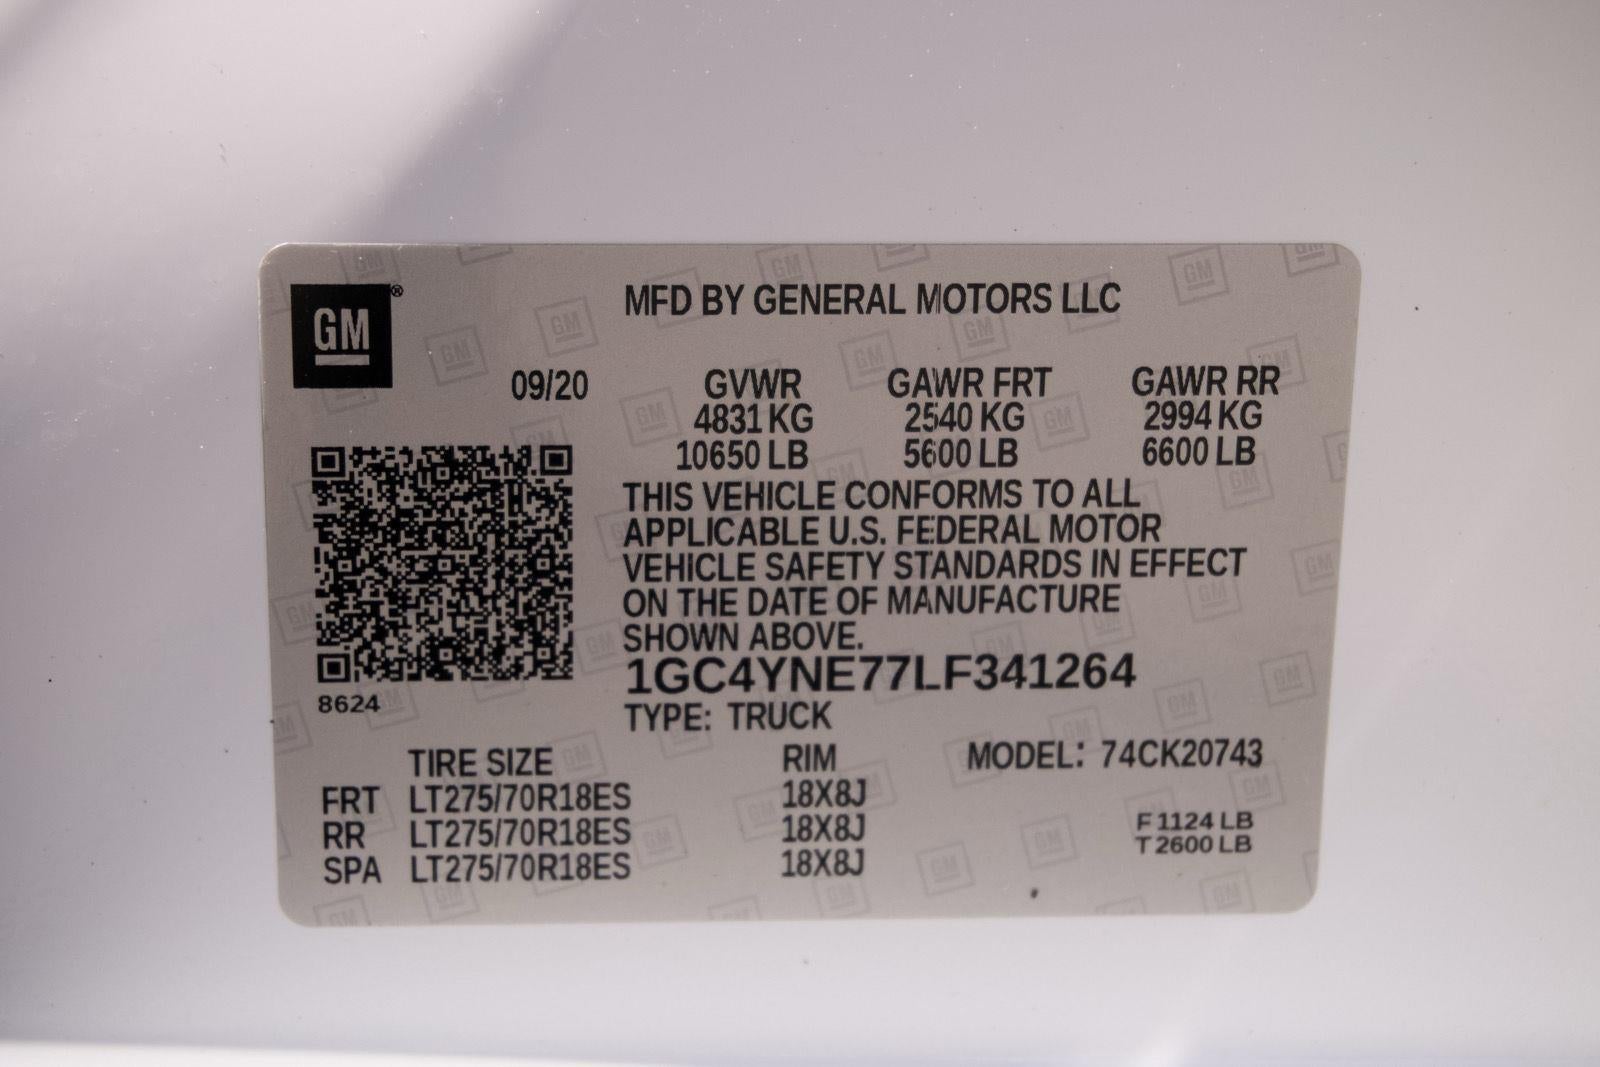 GM®
MFD BY GENERAL MOTORS LLC
09/20 GVWR GAWR FRT GAWR RR
4831 KG 2540 KG 2994 KG
10650 LB 5600 LB 6600 LB
THIS VEHICLE CONFORMS TO ALL
APPLICABLE U.S. FEDERAL MOTOR
VEHICLE SAFETY STANDARDS IN EFFECT
ON THE DATE OF MANUFACTURE
SHOWN ABOVE.
1GC4YNE77LF341264
8624
TYPE: TRUCK
TIRE SIZE RIM MODEL: 74CK20743
FRT LT275/70R18ES 18X8J
RR LT275/70R18ES 18X8J
SPA LT275/70R18ES 18X8J
F 1124 LB
T 2600 LB